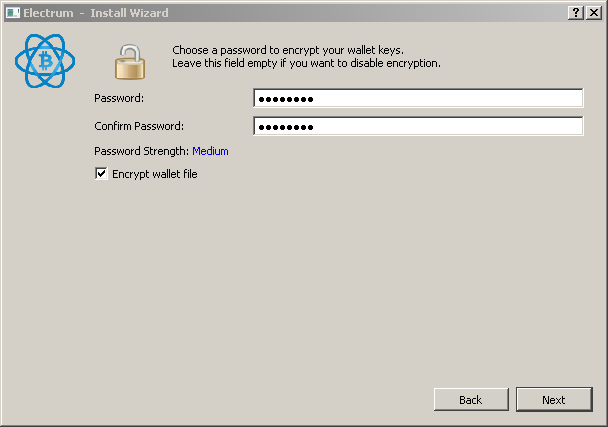 Electrum - Install Wizard
Choose a password to encrypt your wallet keys.
Leave this field empty if you want to disable encryption.
Password: ●●●●●●●●
Confirm Password: ●●●●●●●●
Password Strength: Medium
Encrypt wallet file
Back Next